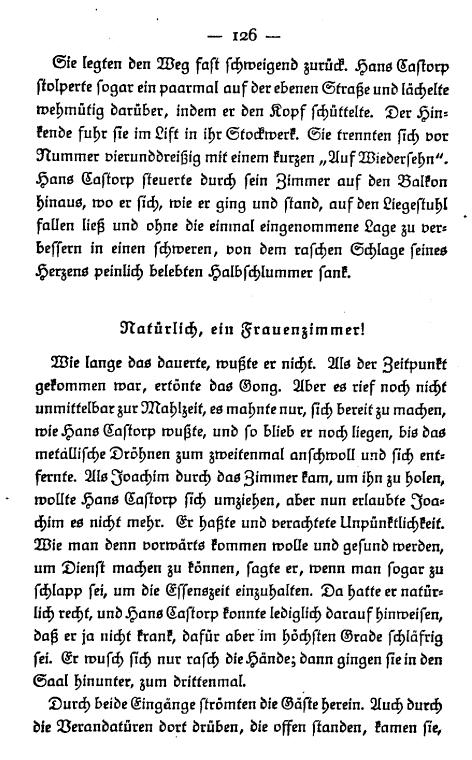 — 126 —
Sie legten den Weg fast schweigend zurück. Hans Castorp
stolperte sogar ein paarmal auf der ebenen Straße und lächelte
wehmütig darüber, indem er den Kopf schüttelte. Der Hin-
kende fuhr sie im Lift in ihr Stockwerk. Sie trennten sich vor
Nummer vierunddreißig mit einem kurzen „Auf Wiedersehn“.
Hans Castorp steuerte durch sein Zimmer auf den Balkon
hinaus, wo er sich, wie er ging und stand, auf den Liegestuhl
fallen ließ und ohne die einmal eingenommene Lage zu ver-
bessern in einen schweren, von dem raschen Schlage seines
Herzens peinlich belebten Halbschlummer sank.
Natürlich, ein Frauenzimmer!
Wie lange das dauerte, wußte er nicht. Als der Zeitpunkt
gekommen war, ertönte das Gong. Aber es rief noch nicht
unmittelbar zur Mahlzeit, es mahnte nur, sich bereit zu machen,
wie Hans Castorp wußte, und so blieb er noch liegen, bis das
metallische Dröhnen zum zweitenmal anschwoll und sich ent-
fernte. Als Joachim durch das Zimmer kam, um ihn zu holen,
wollte Hans Castorp sich umziehen, aber nun erlaubte Joa-
chim es nicht mehr. Er haßte und verachtete Unpünktlichkeit.
Wie man denn vorwärts kommen wolle und gesund werden,
um Dienst machen zu können, sagte er, wenn man sogar zu
schlapp sei, um die Essenszeit einzuhalten. Da hatte er natür-
lich recht, und Hans Castorp konnte lediglich darauf hinweisen,
daß er ja nicht krank, dafür aber im höchsten Grade schläfrig
sei. Er wusch sich nur rasch die Hände; dann gingen sie in den
Saal hinunter, zum drittenmal.
Durch beide Eingänge strömten die Gäste herein. Auch durch
die Verandatüren dort drüben, die offen standen, kamen sie,